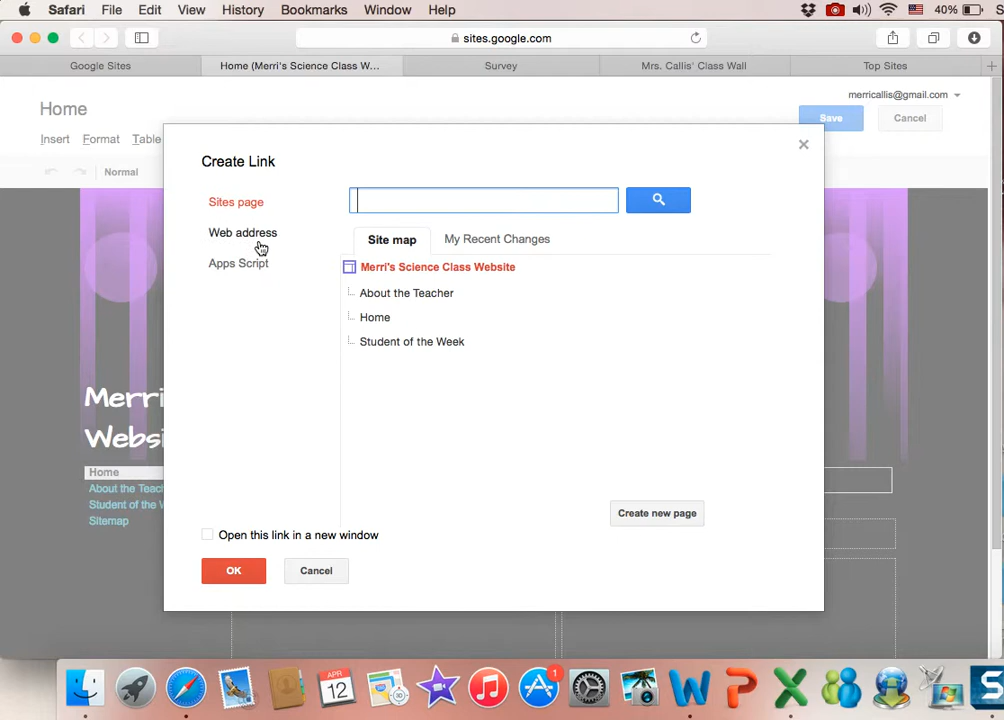 Safari File Edit View History Bookmarks Window Help 40% S
sites.google.com
Google Sites Home (Merri's Science Class W... Survey Mrs. Callis' Class Wall Top Sites +
merricallis@gmail.com
Home
Save Cancel
Insert Format Table
Normal
Create Link
Sites page
Web address
Apps Script
Site map My Recent Changes
Merri's Science Class Website
About the Teacher
Home
Student of the Week
Merri
Websi
Home
About the Teach
Student of the W
Sitemap
Create new page
Open this link in a new window
OK Cancel
APR
12
3D
1
W P X S